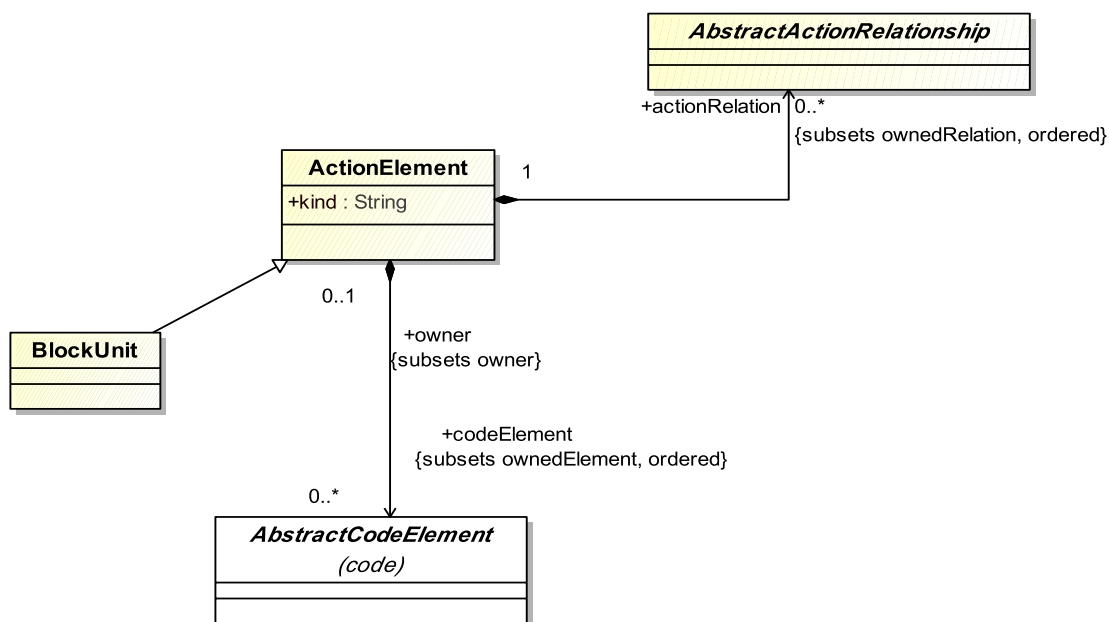 AbstractActionRelationship
+actionRelation 0..*
{subsets ownedRelation, ordered}
ActionElement
1
+kind : String
0..1
+owner
{subsets owner}
BlockUnit
+codeElement
{subsets ownedElement, ordered}
0..*
AbstractCodeElement
(code)